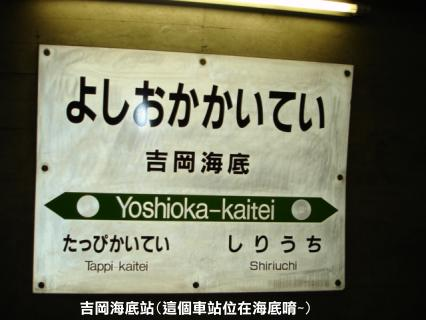 よしおかかいてい
吉岡海底
Yoshioka-kaitei
たっぴかいてい しりうち
Tappi-kaitei Shiriuchi
吉岡海底站(這個車站位在海底唷~)